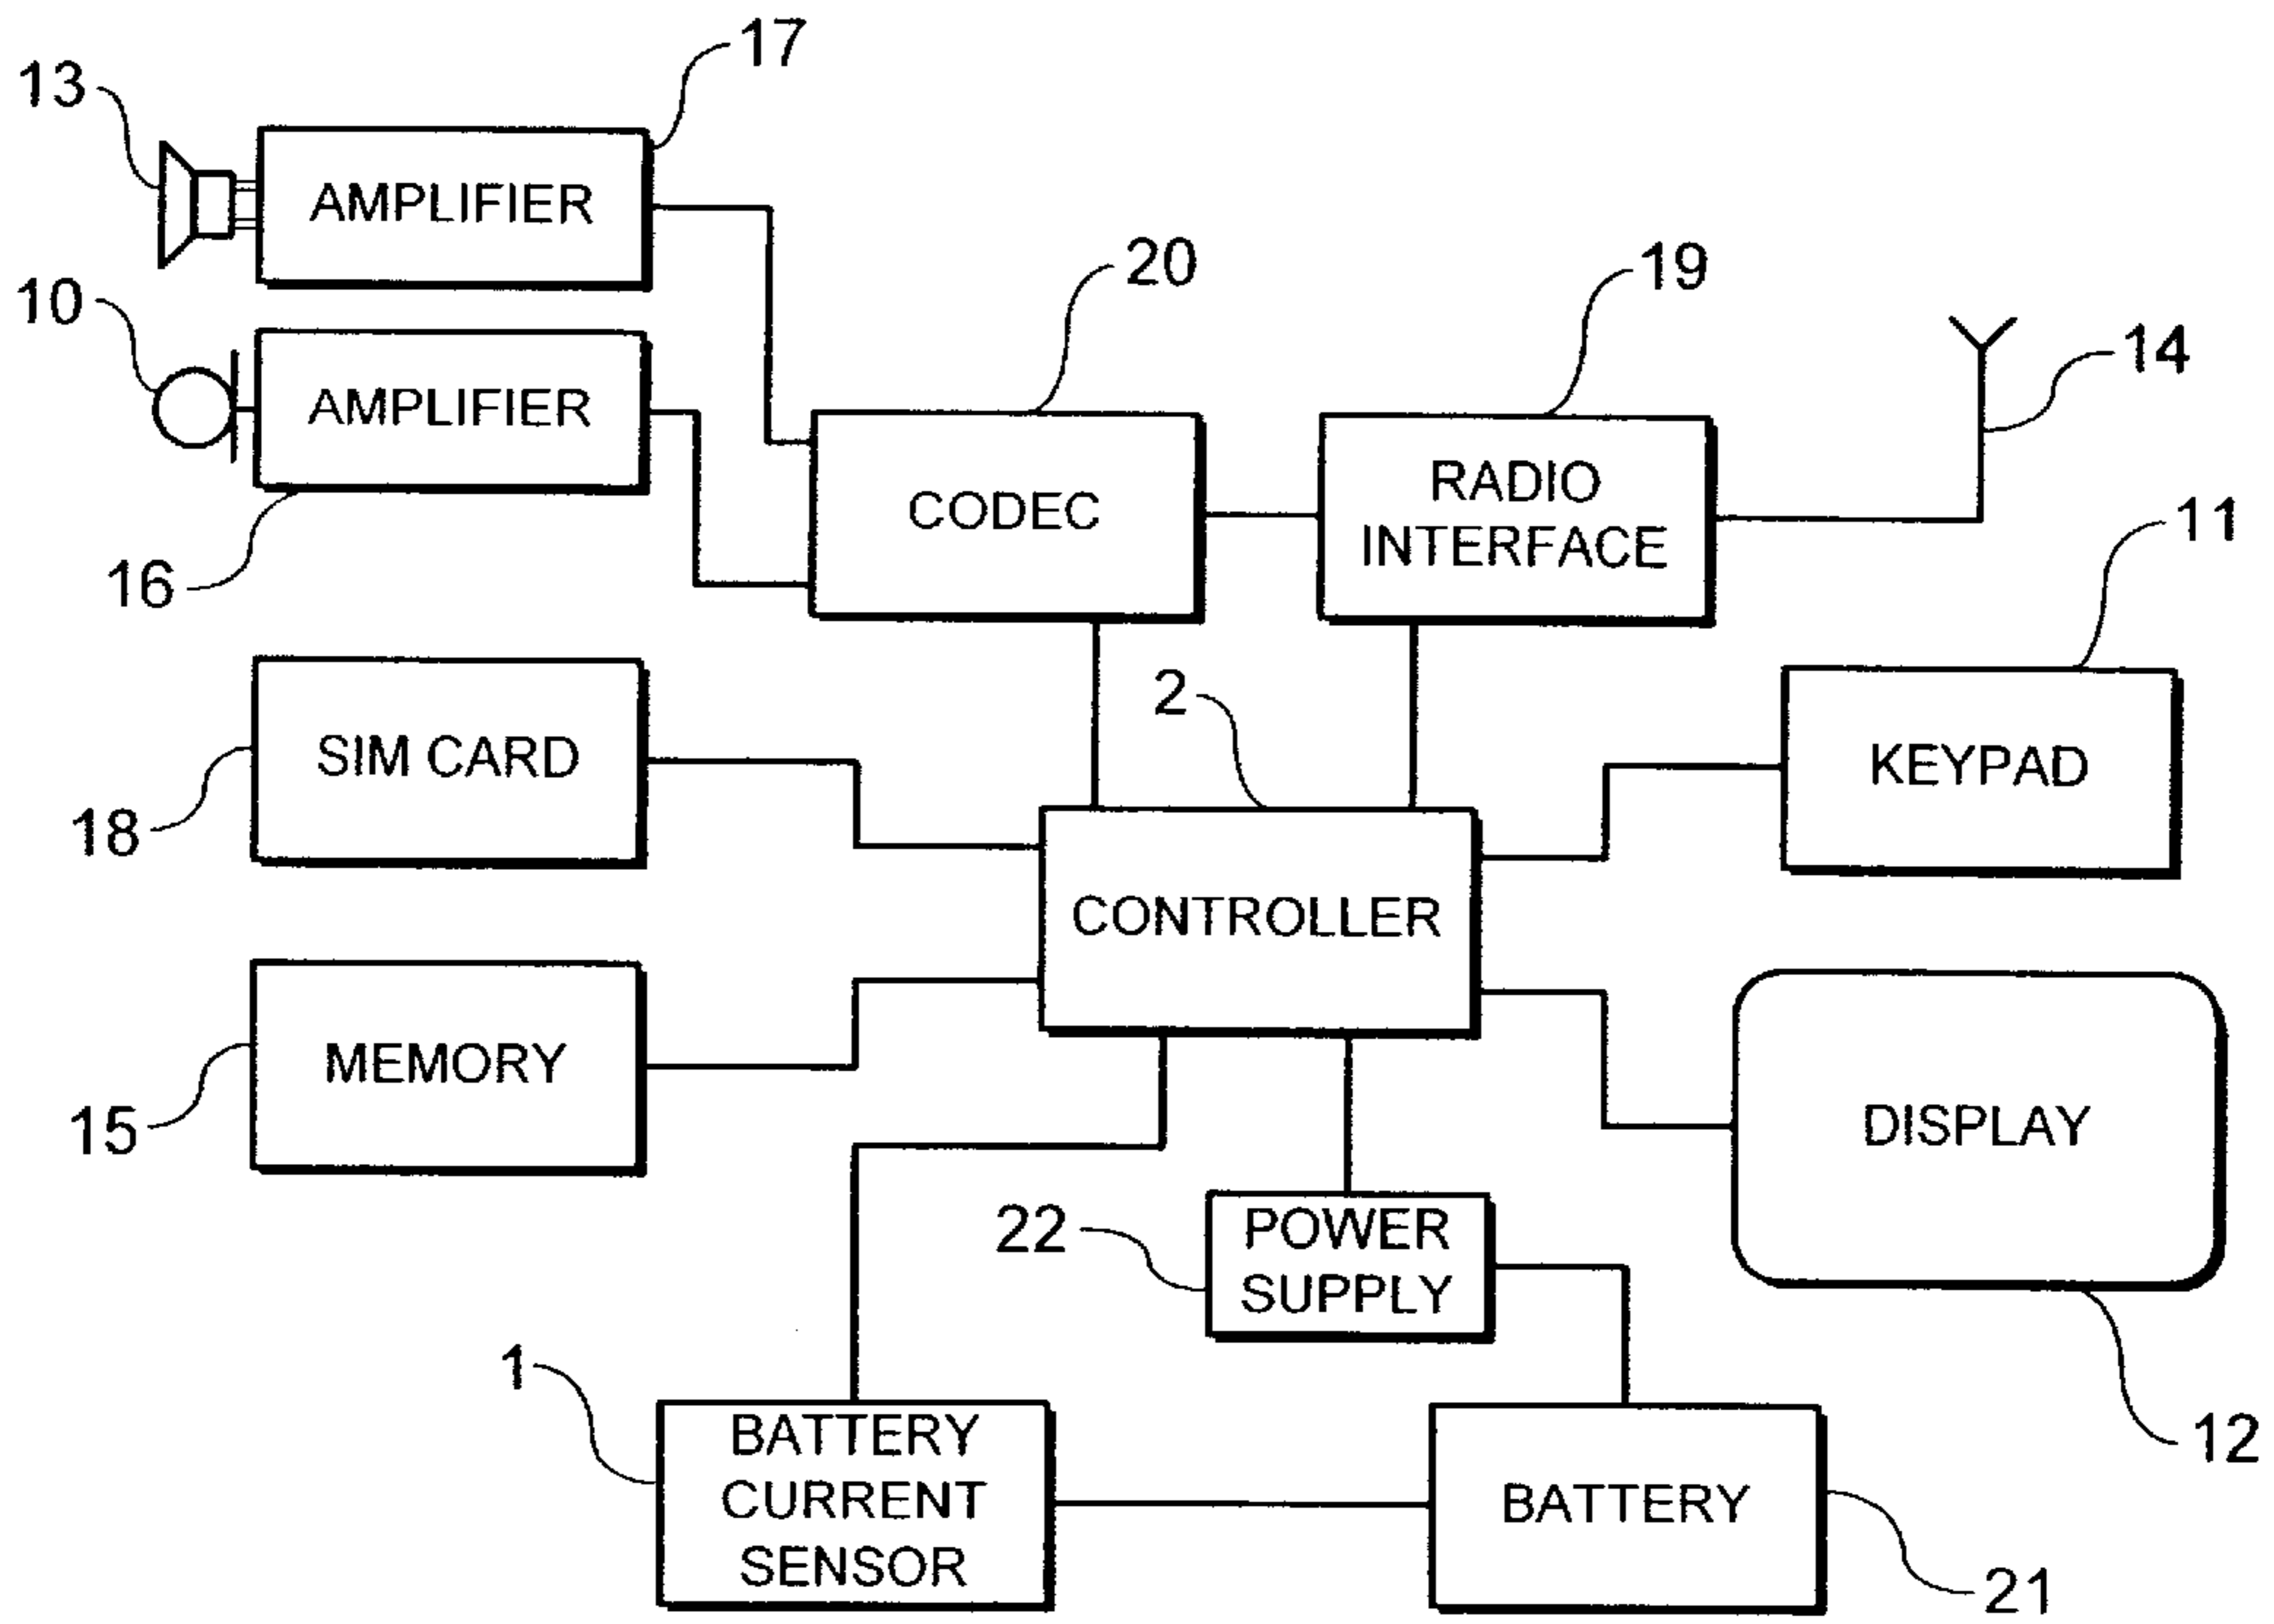 17
13
AMPLIFIER
20
19
10
14
AMPLIFIER
RADIO
CODEC
INTERFACE
11
16
2
SIM CARD
KEYPAD
18
CONTROLLER
MEMORY
DISPLAY
15
22
POWER
SUPPLY
1
BATTERY
12
CURRENT
BATTERY
SENSOR
21